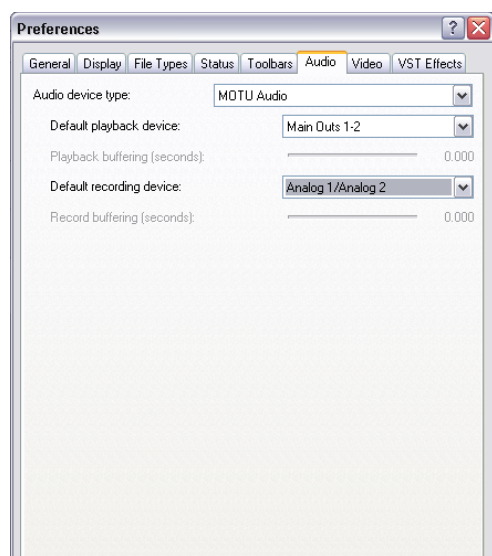 Preferences
General Display File Types Status Toolbars Audio Video VST Effects
Audio device type: MOTU Audio
Default playback device: Main Outs 1-2
Playback buffering (seconds): 0.000
Default recording device: Analog 1/Analog 2
Record buffering (seconds): 0.000